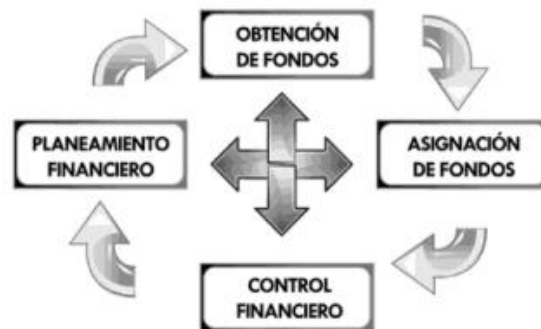 OBTENCIÓN
DE FONDOS
PLANEAMIENTO
FINANCIERO
ASIGNACIÓN
DE FONDOS
CONTROL
FINANCIERO